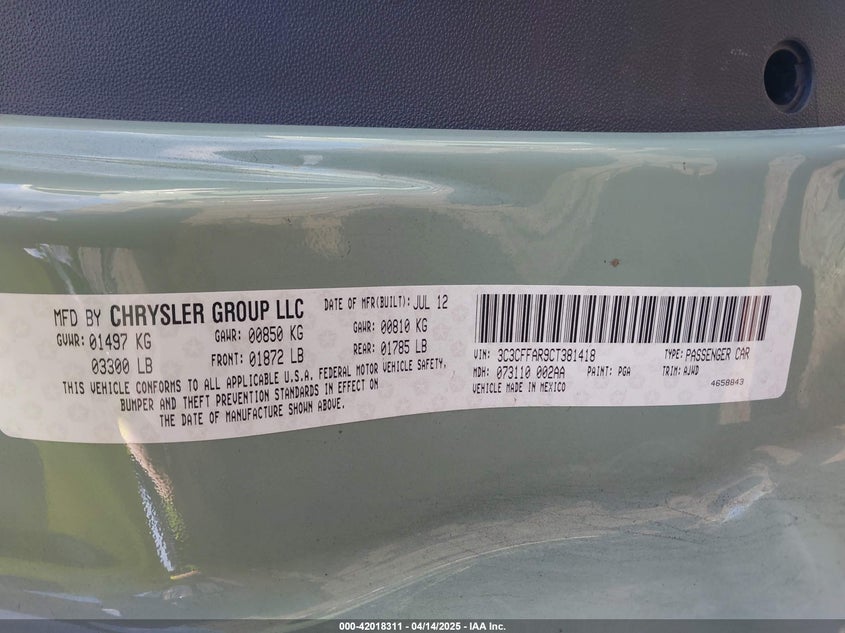 MFD BY CHRYSLER GROUP LLC DATE OF MFR(BUILT): JUL 12
GVWR: 01497 KG GAWR: 00850 KG GAWR: 00810 KG
03300 LB FRONT: 01872 LB REAR: 01785 LB
THIS VEHICLE CONFORMS TO ALL APPLICABLE U.S.A. FEDERAL MOTOR VEHICLE SAFETY,
BUMPER AND THEFT PREVENTION STANDARDS IN EFFECT ON
THE DATE OF MANUFACTURE SHOWN ABOVE.
VIN: 3C3CFFAR9CT381418 TYPE: PASSENGER CAR
MDH: 073110 002AA PAINT: PGA TRIM: AJWD
VEHICLE MADE IN MEXICO 4658843
000-42018311 - 04/14/2025 - IAA Inc.